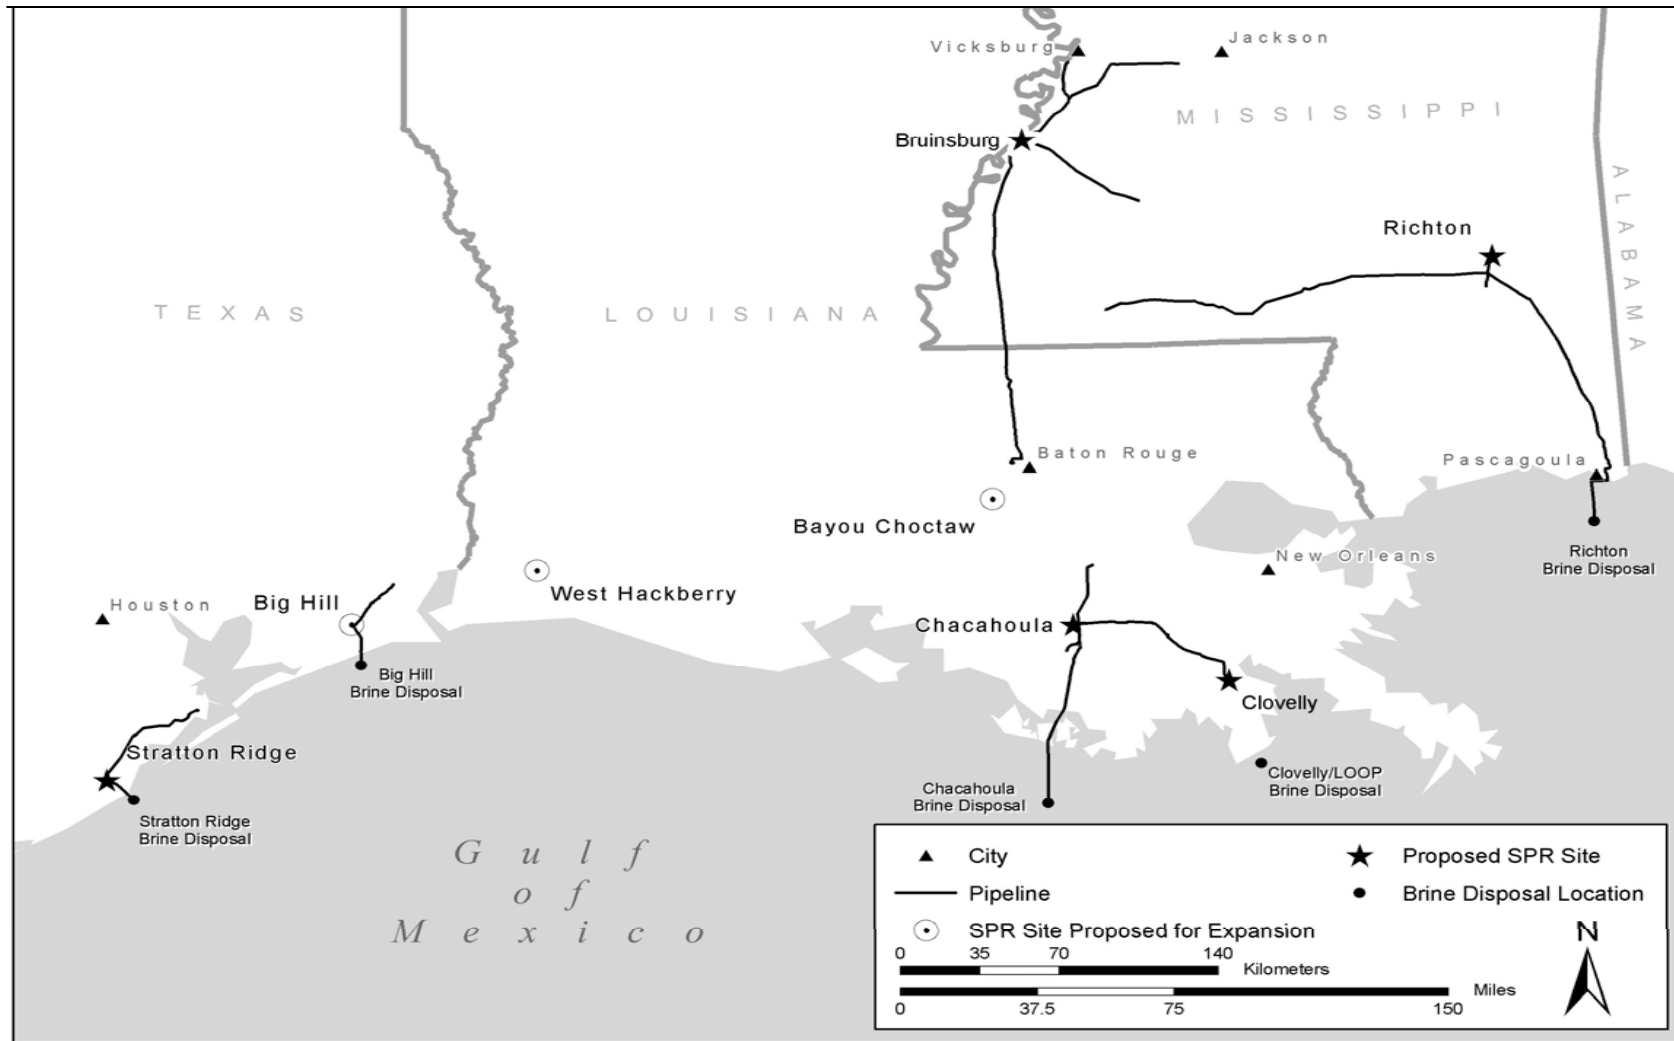 Vicksburg
Jackson
MISSISSIPPI
Bruinsburg
ALABAMA
Richton
TEXAS
LOUISIANA
Baton Rouge
Pascagoula
Bayou Choctaw
New Orleans
Richton
Brine Disposal
West Hackberry
Houston
Big Hill
Chacahoula
Big Hill
Brine Disposal
Clovelly
Stratton Ridge
Clovelly/LOOP
Brine Disposal
Chacahoula
Brine Disposal
Stratton Ridge
Brine Disposal
Gulf
of
Mexico
City
Proposed SPR Site
Pipeline
Brine Disposal Location
SPR Site Proposed for Expansion
N
0 35 70 140
Kilometers
Miles
0 37.5 75 150